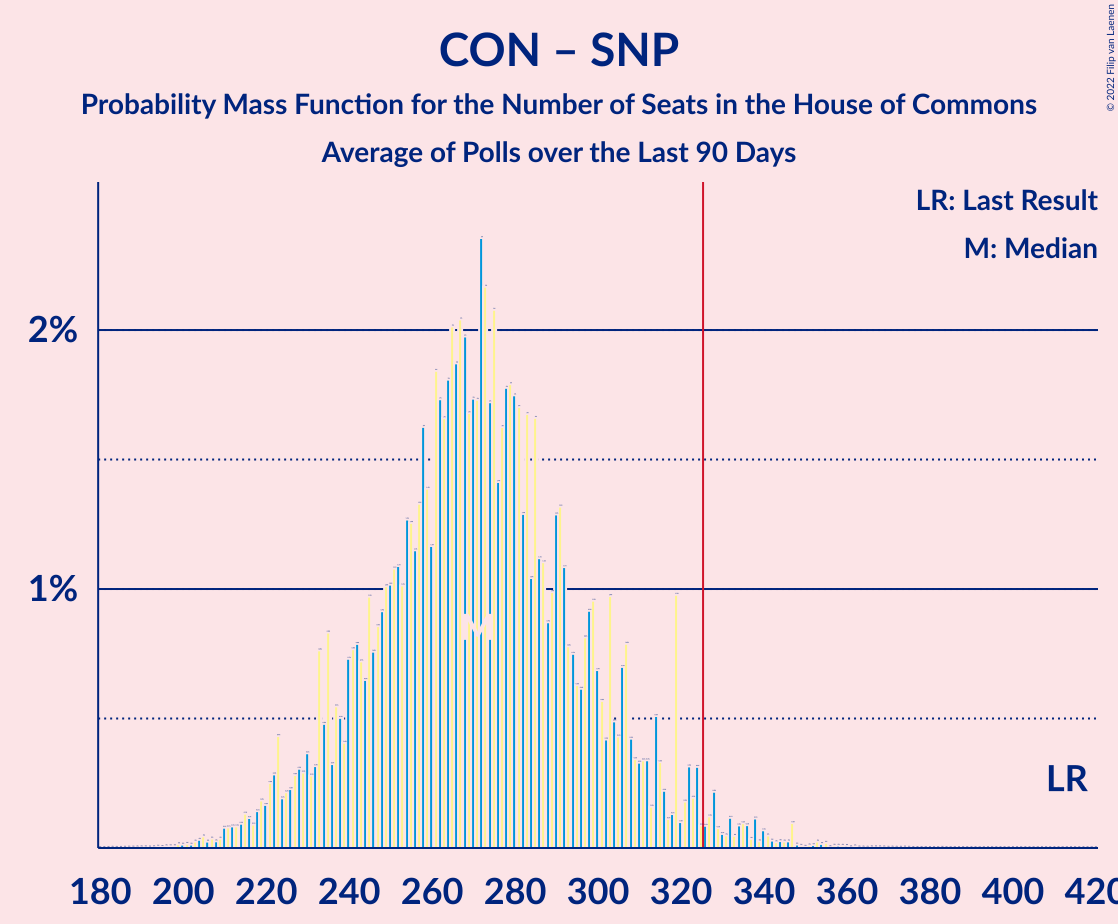 CON – SNP
Probability Mass Function for the Number of Seats in the House of Commons
Average of Polls over the Last 90 Days
© 2022 Filip van Laenen
LR: Last Result
M: Median
2%
1%
M
LR
180 200 220 240 260 280 300 320 340 360 380 400 420